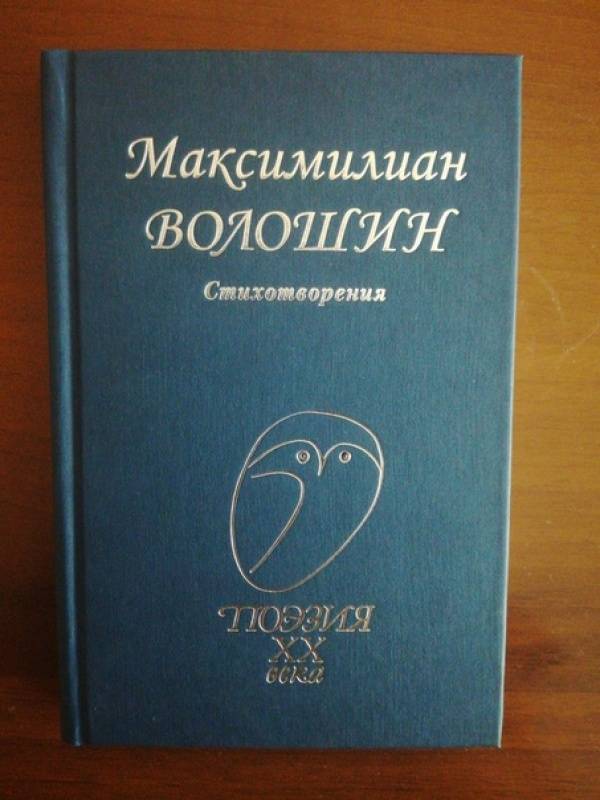 Максимилиан
ВОЛОШИН
Стихотворения
ПОЭЗИЯ
XX
века